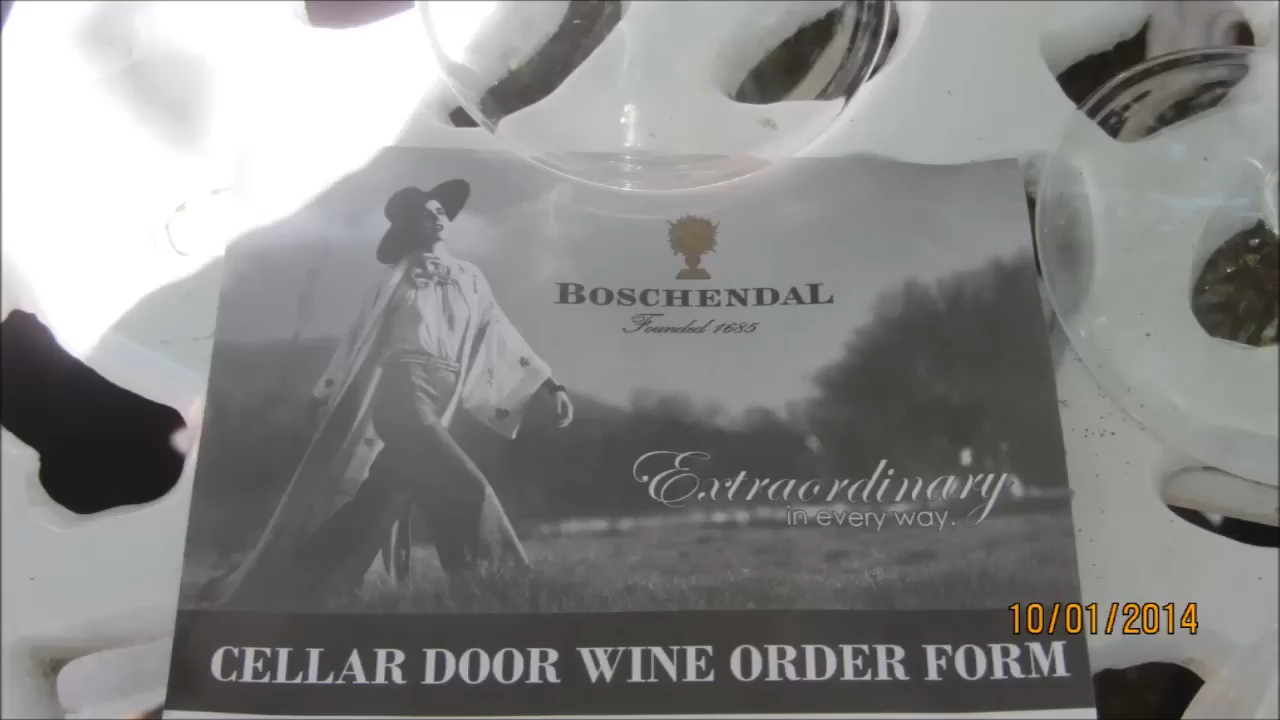 BOSCHENDAL
Founded 1685
Extraordinary
in every way.
10/01/2014
CELLAR DOOR WINE ORDER FORM